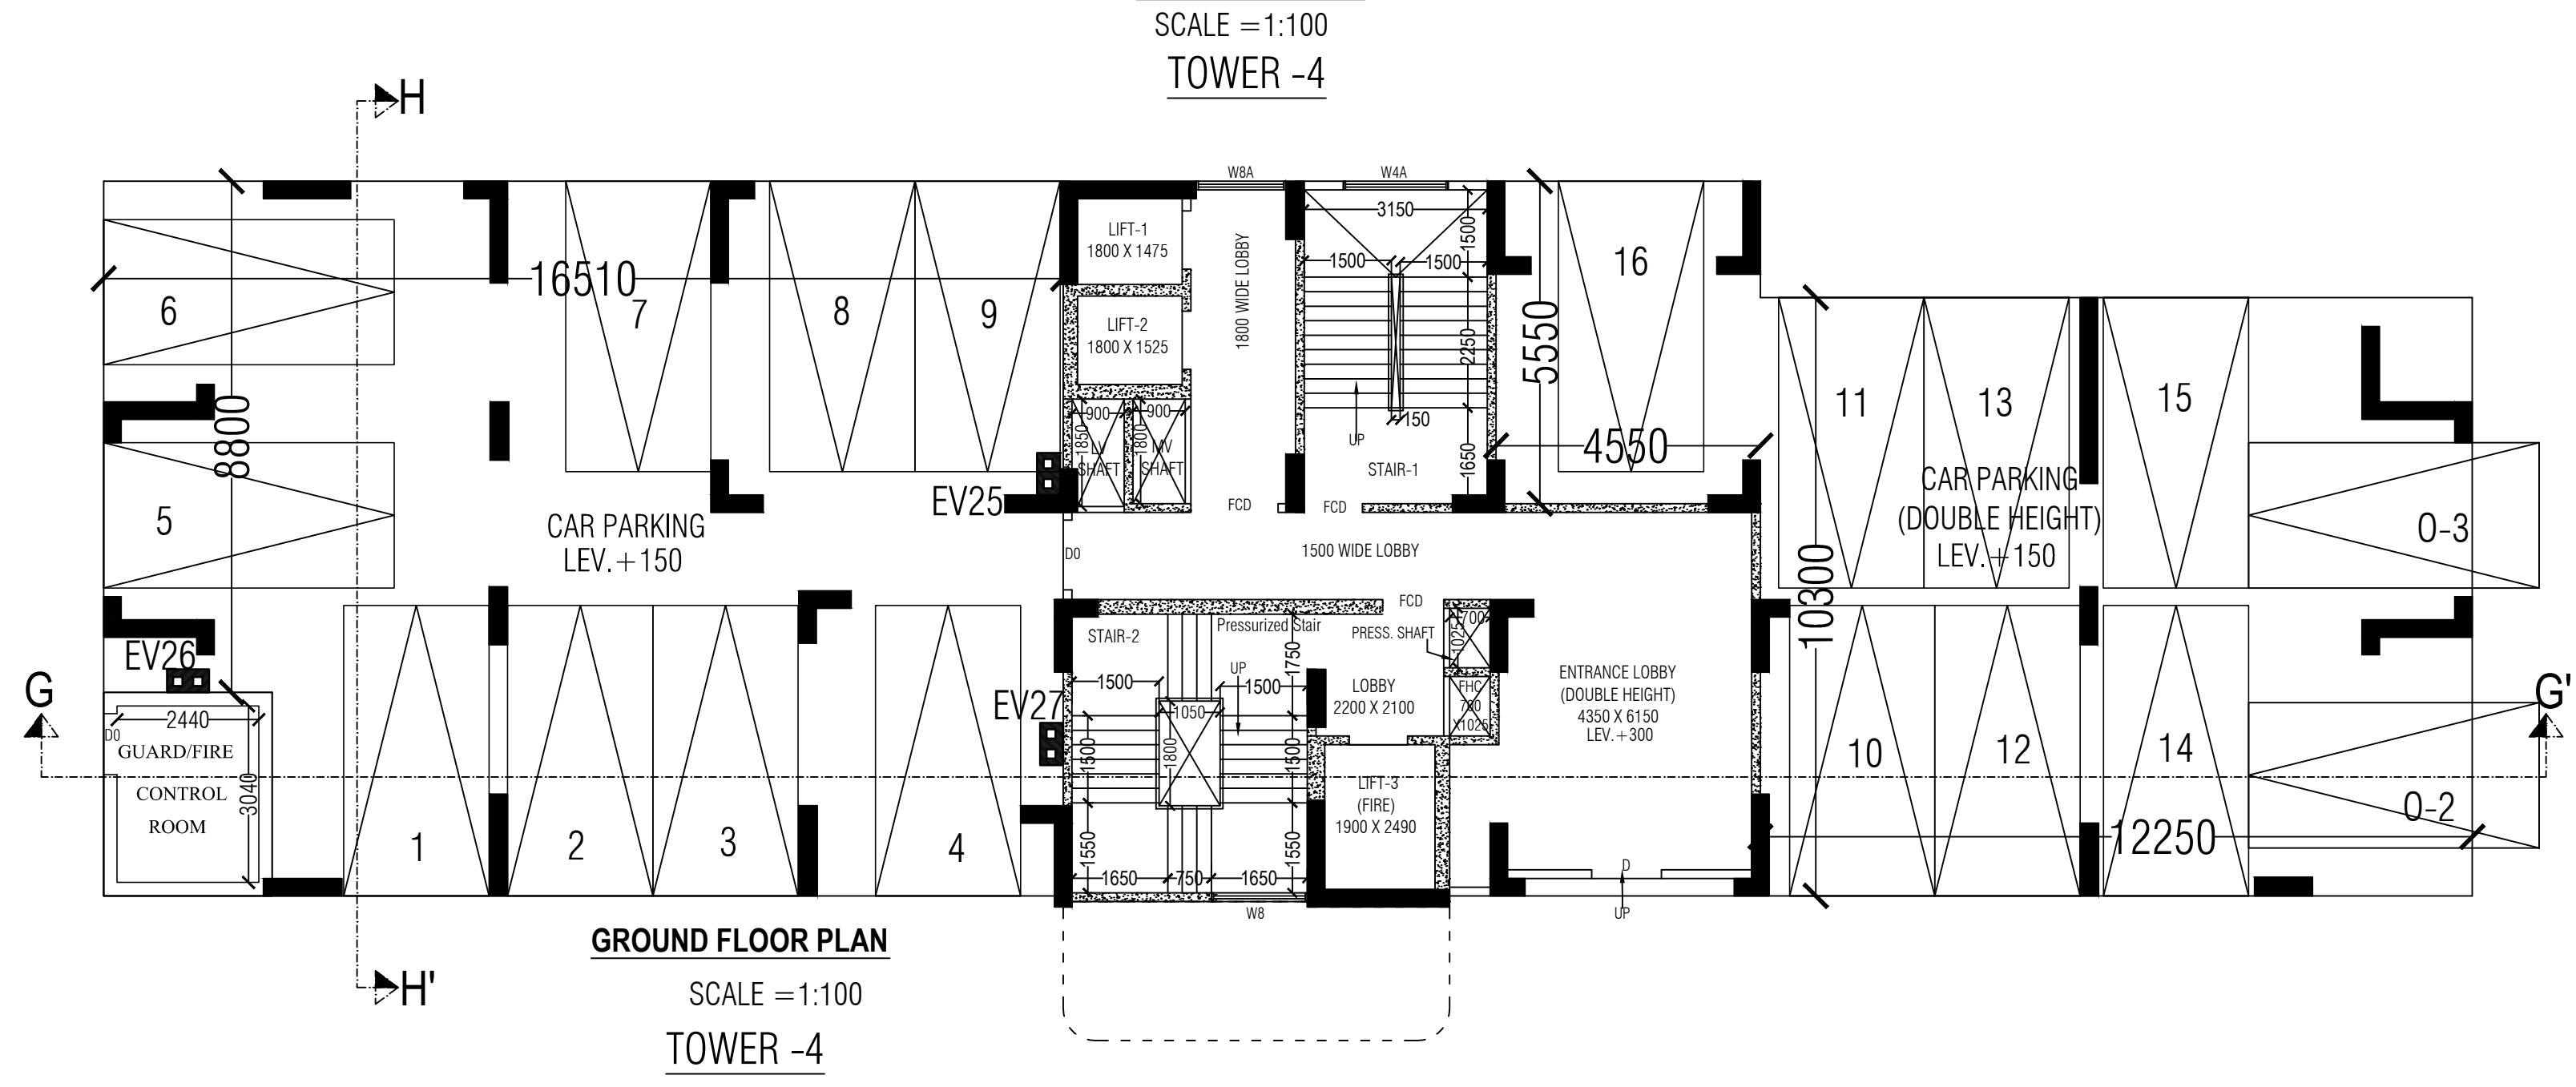 SCALE =1:100
TOWER -4
H
W8A
W4A
LIFT-1
1800 X 1475
1800 WIDE LOBBY
3150
1500
1500
1500
16
6
16510
7
8
9
LIFT-2
1800 X 1525
2250
5550
11
13
15
8800
900
900
1850
LV
SHAFT
1800
MV
SHAFT
150
UP
STAIR-1
1650
4550
CAR PARKING
(DOUBLE HEIGHT)
LEV.+150
5
CAR PARKING
LEV.+150
EV25
FCD
FCD
O-3
D0
1500 WIDE LOBBY
10300
FCD
EV26
STAIR-2
Pressurized Stair
PRESS. SHAFT
700
1025
1750
UP
1500
1500
1050
LOBBY
2200 X 2100
FHC
700
X1025
ENTRANCE LOBBY
(DOUBLE HEIGHT)
4350 X 6150
LEV.+300
G
G'
EV27
2440
D0
GUARD/FIRE
CONTROL
ROOM
3040
1500
1800
1500
10
12
14
LIFT-3
(FIRE)
1900 X 2490
O-2
1
2
3
4
1550
1550
12250
1650
750
1650
D
W8
UP
GROUND FLOOR PLAN
SCALE =1:100
H'
TOWER -4